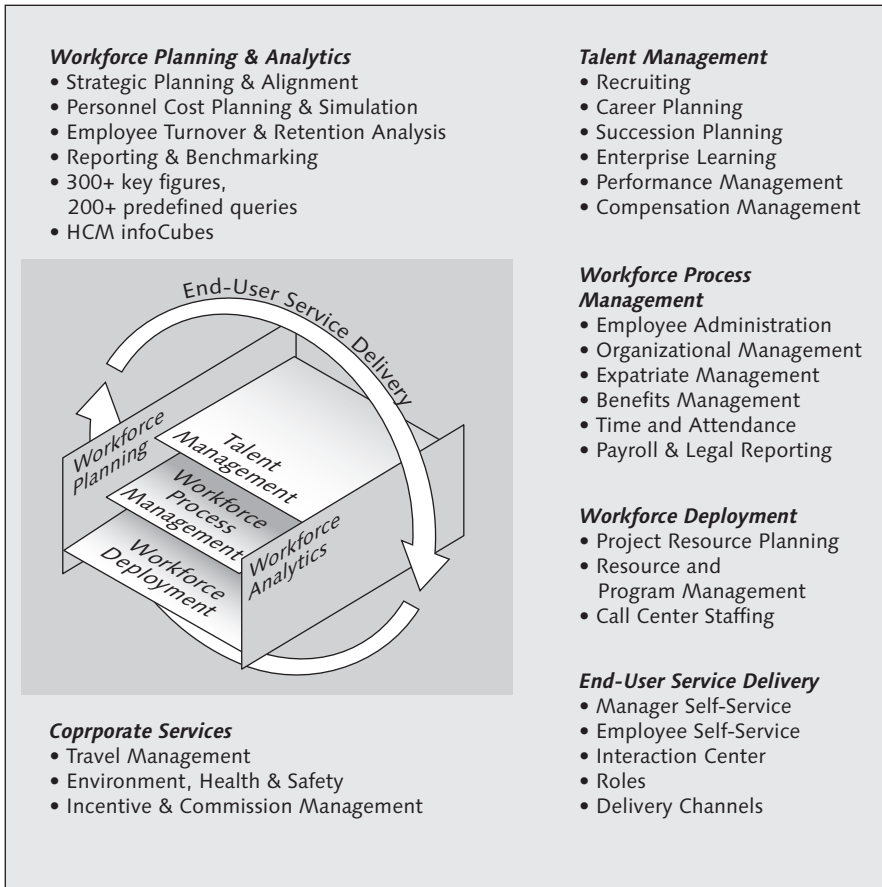 Workforce Planning & Analytics
• Strategic Planning & Alignment
• Personnel Cost Planning & Simulation
• Employee Turnover & Retention Analysis
• Reporting & Benchmarking
• 300+ key figures,
200+ predefined queries
• HCM infoCubes
End-User Service Delivery
Workforce
Planning
Talent
Management
Workforce
Process
Management
Workforce
Deployment
Workforce
Analytics
Coprporate Services
• Travel Management
• Environment, Health & Safety
• Incentive & Commission Management
Talent Management
• Recruiting
• Career Planning
• Succession Planning
• Enterprise Learning
• Performance Management
• Compensation Management
Workforce Process
Management
• Employee Administration
• Organizational Management
• Expatriate Management
• Benefits Management
• Time and Attendance
• Payroll & Legal Reporting
Workforce Deployment
• Project Resource Planning
• Resource and
Program Management
• Call Center Staffing
End-User Service Delivery
• Manager Self-Service
• Employee Self-Service
• Interaction Center
• Roles
• Delivery Channels